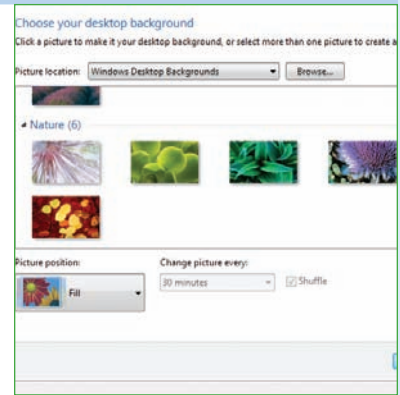 Choose your desktop background
Click a picture to make it your desktop background, or select more than one picture to create a
Picture location: Windows Desktop Backgrounds Browse...
Nature (6)
Picture position: Change picture every:
Fill 30 minutes Shuffle